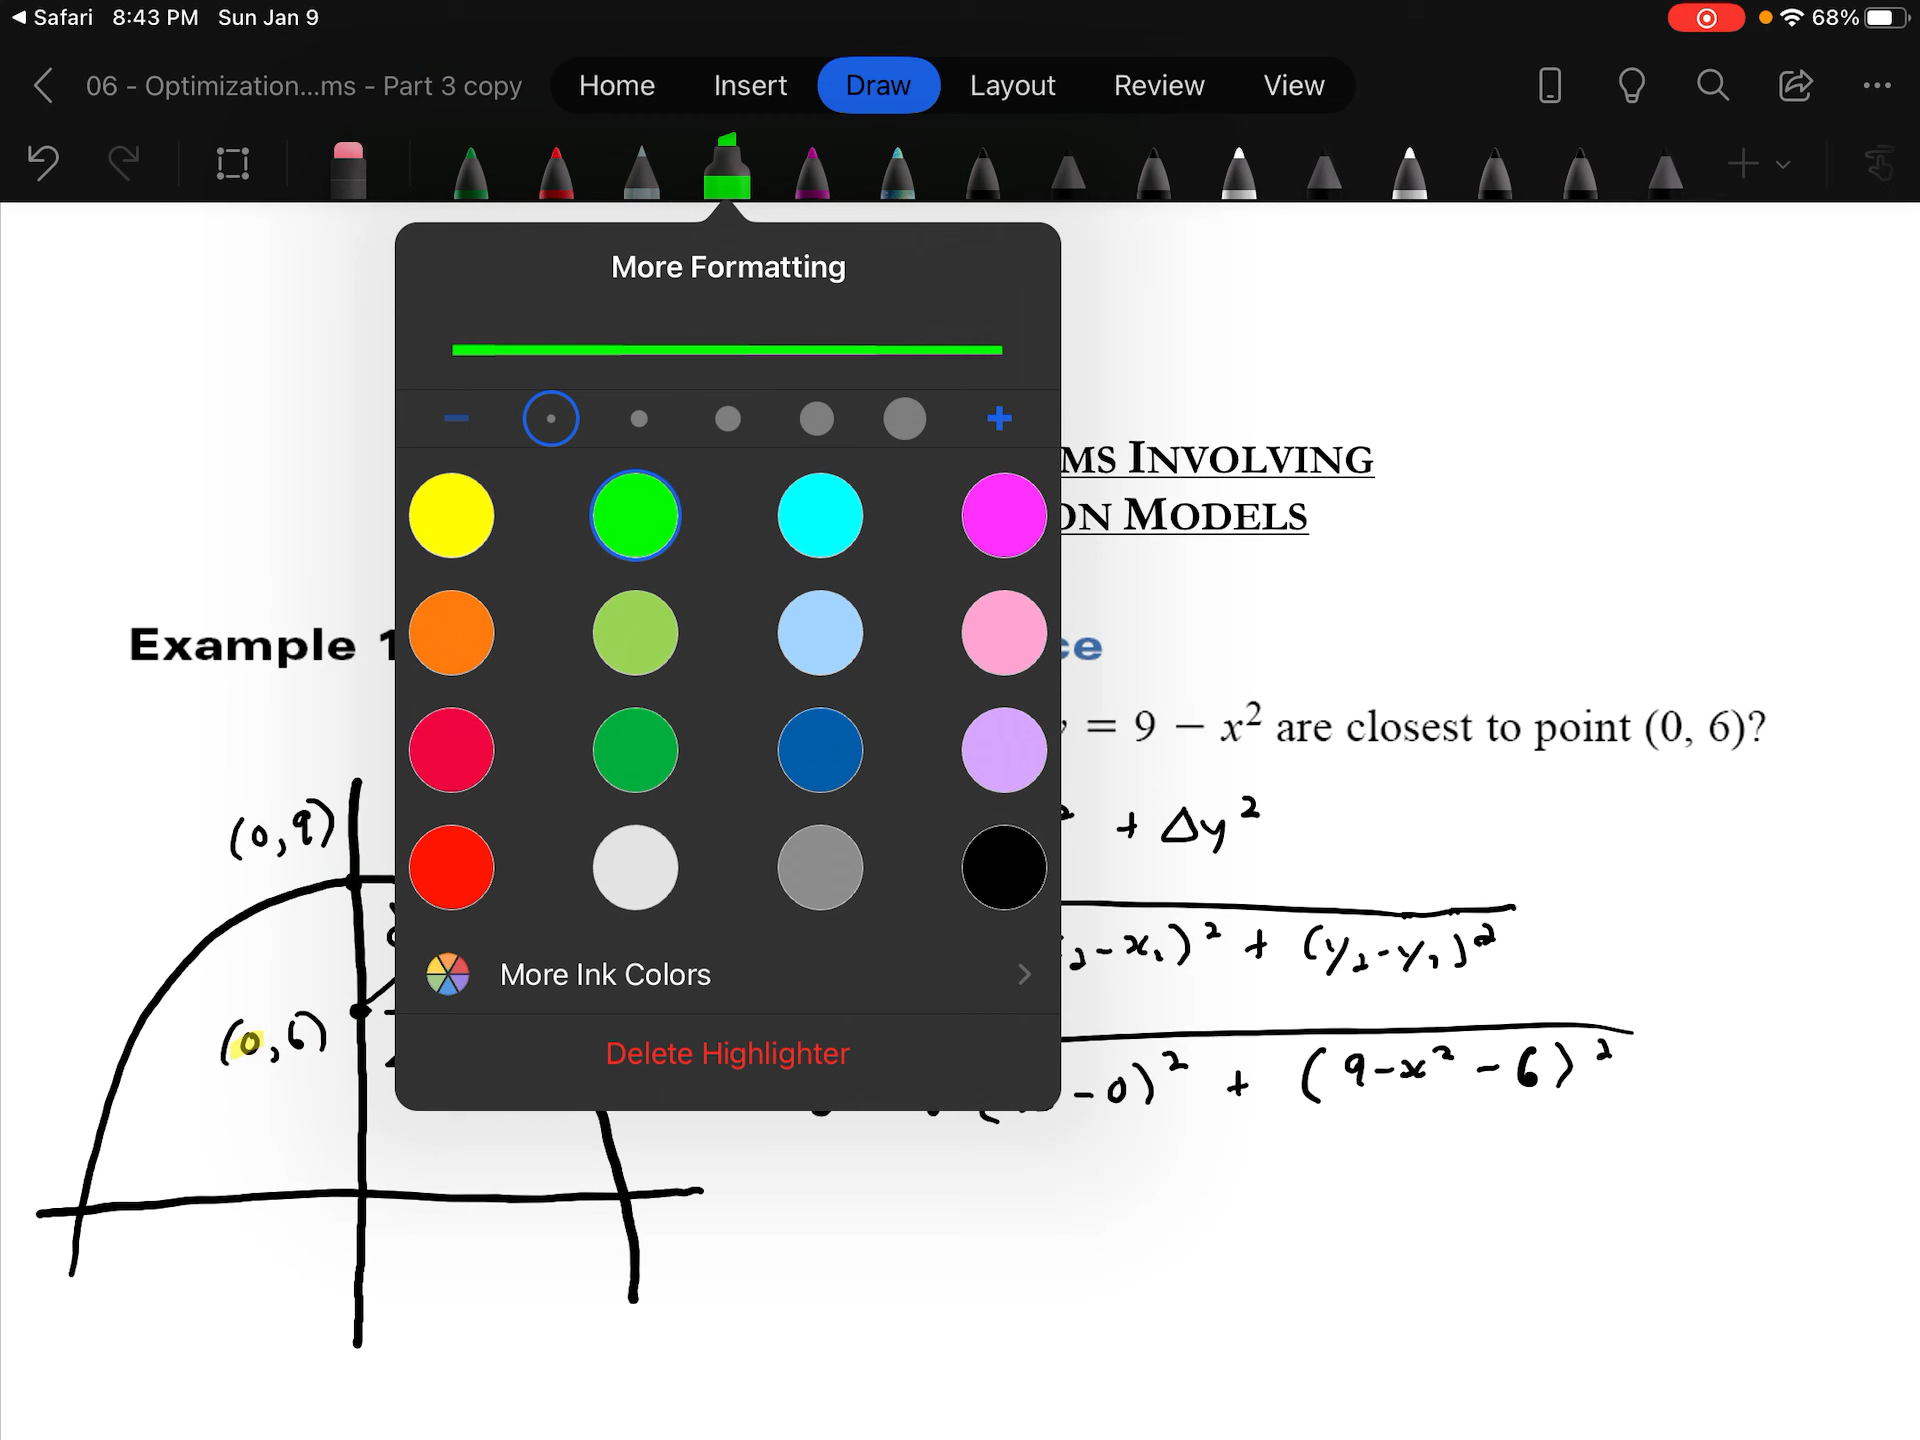 Safari 8:43 PM Sun Jan 9 68%
06 - Optimization...ms - Part 3 copy Home Insert Draw Layout Review View
More Formatting
MS INVOLVING
ON MODELS
Example 1 ce
= 9 − x² are closest to point (0, 6)?
(0,9)
² + Δy²
₂-x₁)² + (y₂-y₁)²
(0,6)
-0)² + (9-x²-6)²
More Ink Colors
Delete Highlighter